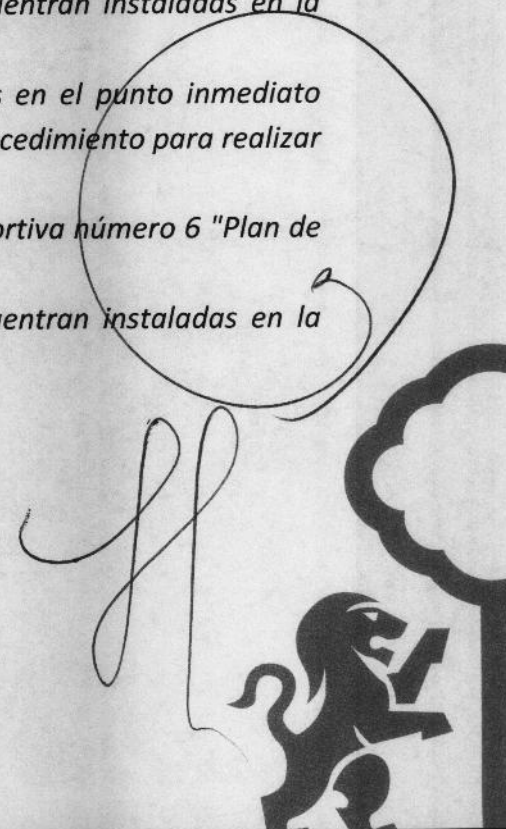 instaladas en la
en el punto inmediato
cedimiento para realizar
ortiva número 6 "Plan de
entran instaladas en la